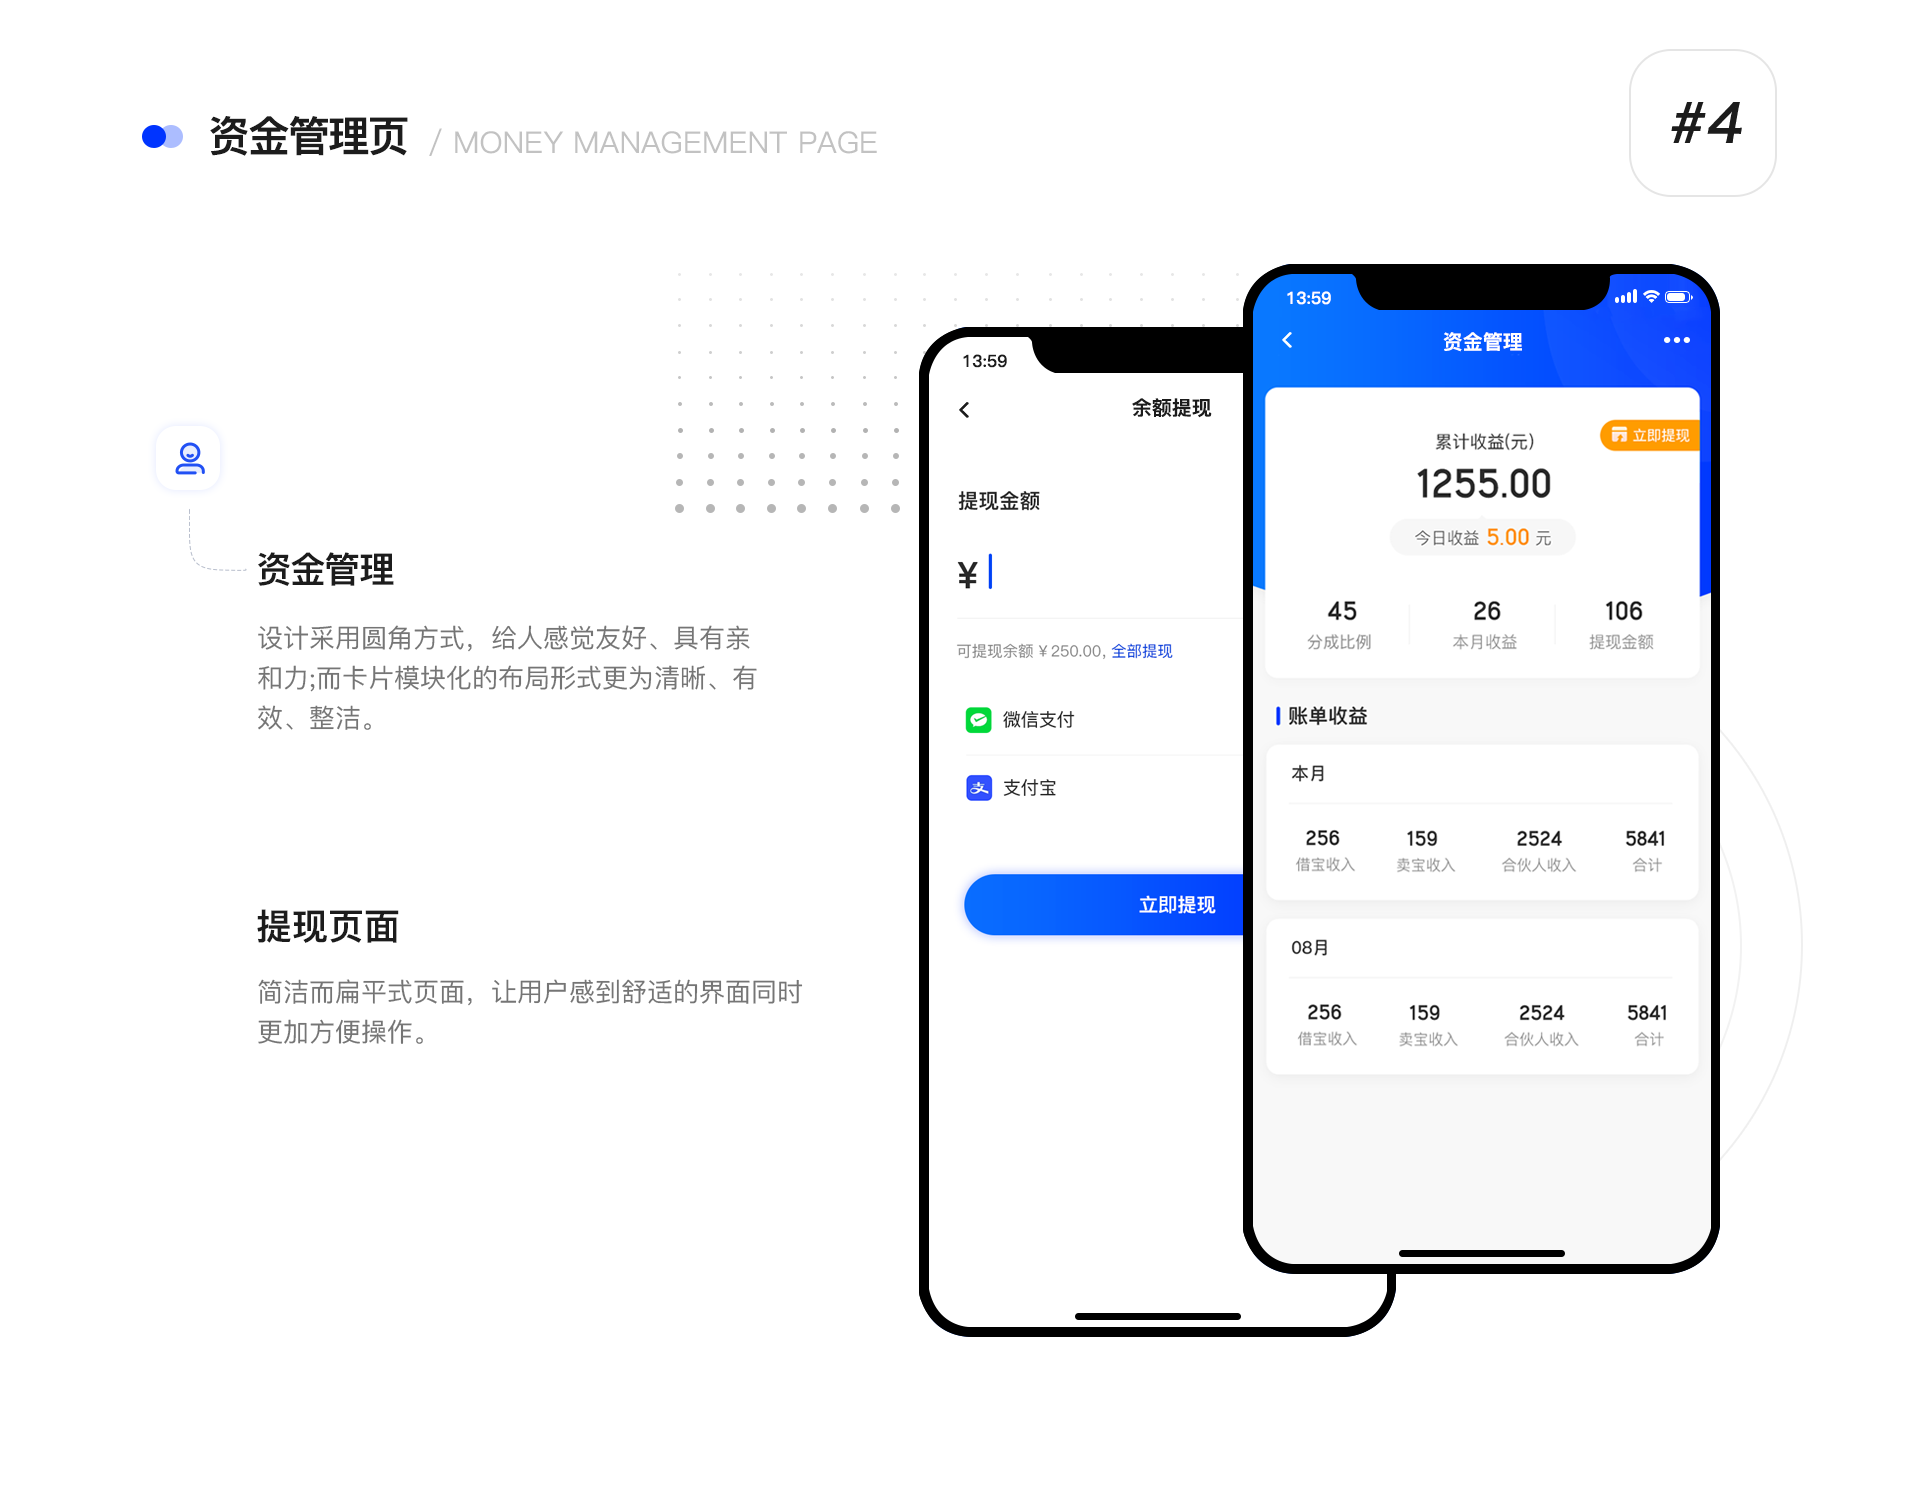 资金管理页 / MONEY MANAGEMENT PAGE
#4
资金管理
设计采用圆角方式，给人感觉友好、具有亲
和力;而卡片模块化的布局形式更为清晰、有
效、整洁。
提现页面
简洁而扁平式页面，让用户感到舒适的界面同时
更加方便操作。
13:59
余额提现
提现金额
¥
可提现余额 ¥ 250.00, 全部提现
微信支付
支付宝
立即提现
13:59
资金管理
立即提现
累计收益(元)
1255.00
今日收益 5.00 元
45 26 106
分成比例 本月收益 提现金额
账单收益
本月
256 159 2524 5841
借宝收入 卖宝收入 合伙人收入 合计
08月
256 159 2524 5841
借宝收入 卖宝收入 合伙人收入 合计